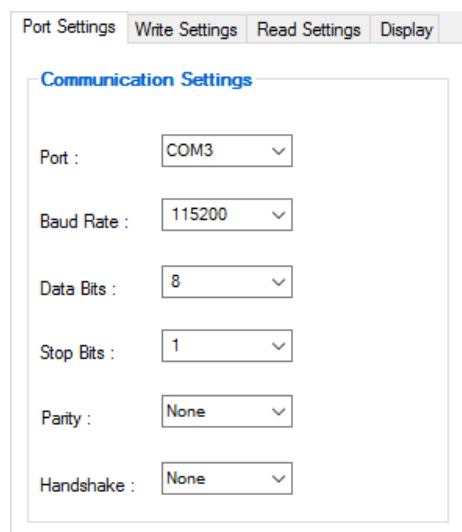 Port Settings Write Settings Read Settings Display
Communication Settings
Port : COM3
Baud Rate : 115200
Data Bits : 8
Stop Bits : 1
Parity : None
Handshake : None